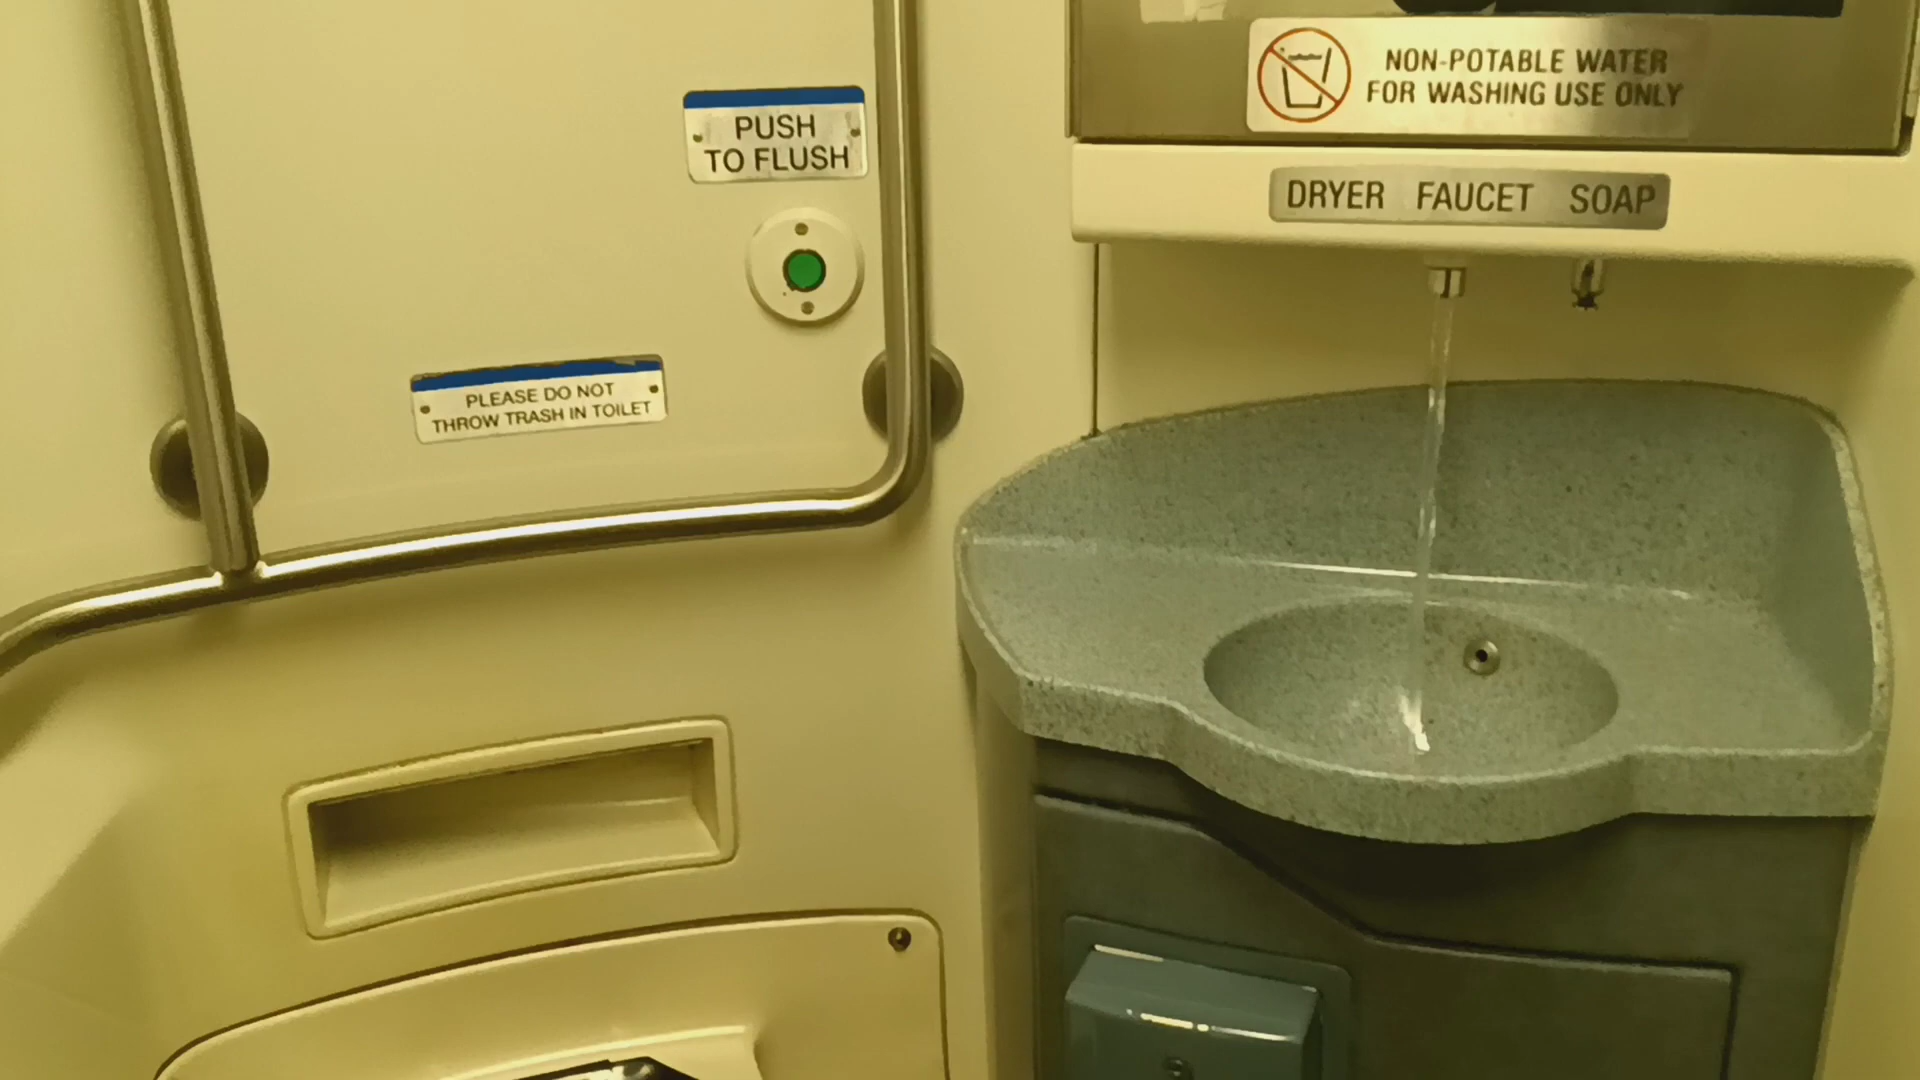 PUSH
TO FLUSH
PLEASE DO NOT
THROW TRASH IN TOILET
NON-POTABLE WATER
FOR WASHING USE ONLY
DRYER FAUCET SOAP